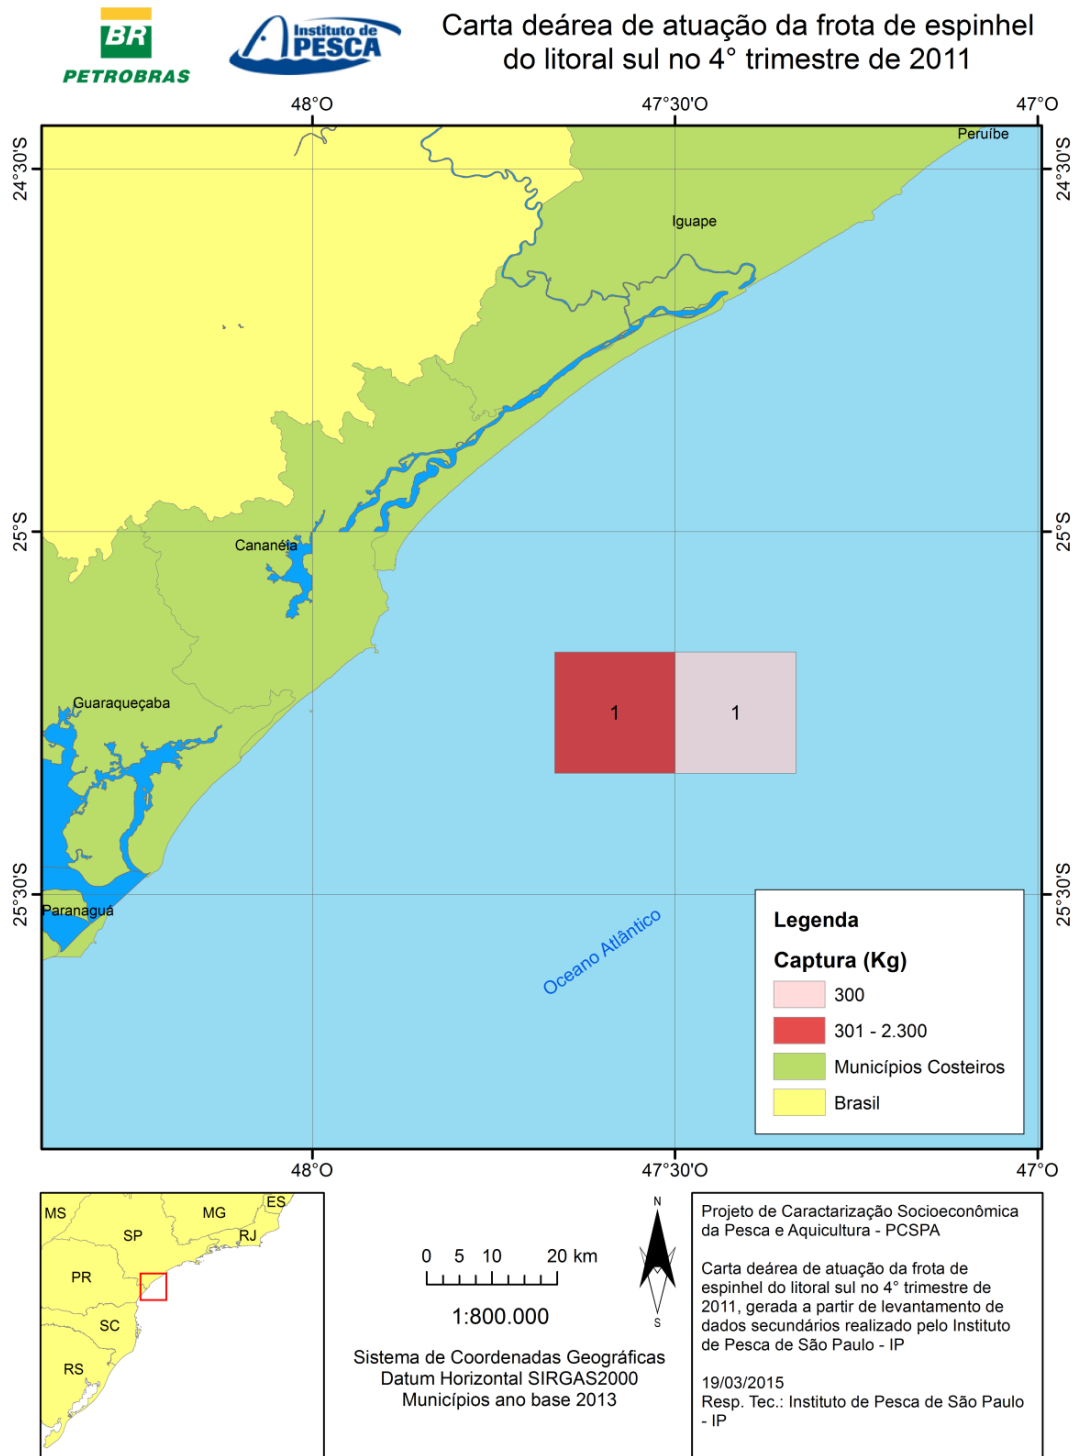 BR
PETROBRAS
Instituto de
PESCA
Carta deárea de atuação da frota de espinhel
do litoral sul no 4° trimestre de 2011
48°O
47°30'O
47°O
24°30'S
24°30'S
Peruíbe
Iguape
25°S
25°S
Cananéia
Guaraqueçaba
1
1
25°30'S
25°30'S
Paranaguá
Oceano Atlântico
Legenda
Captura (Kg)
300
301 - 2.300
Municípios Costeiros
Brasil
48°O
47°30'O
47°O
MS
MG
ES
SP
RJ
PR
SC
RS
0 5 10 20 km
1:800.000
Sistema de Coordenadas Geográficas
Datum Horizontal SIRGAS2000
Municípios ano base 2013
N
S
Projeto de Caractarização Socioeconômica
da Pesca e Aquicultura - PCSPA
Carta deárea de atuação da frota de
espinhel do litoral sul no 4° trimestre de
2011, gerada a partir de levantamento de
dados secundários realizado pelo Instituto
de Pesca de São Paulo - IP
19/03/2015
Resp. Tec.: Instituto de Pesca de São Paulo
- IP